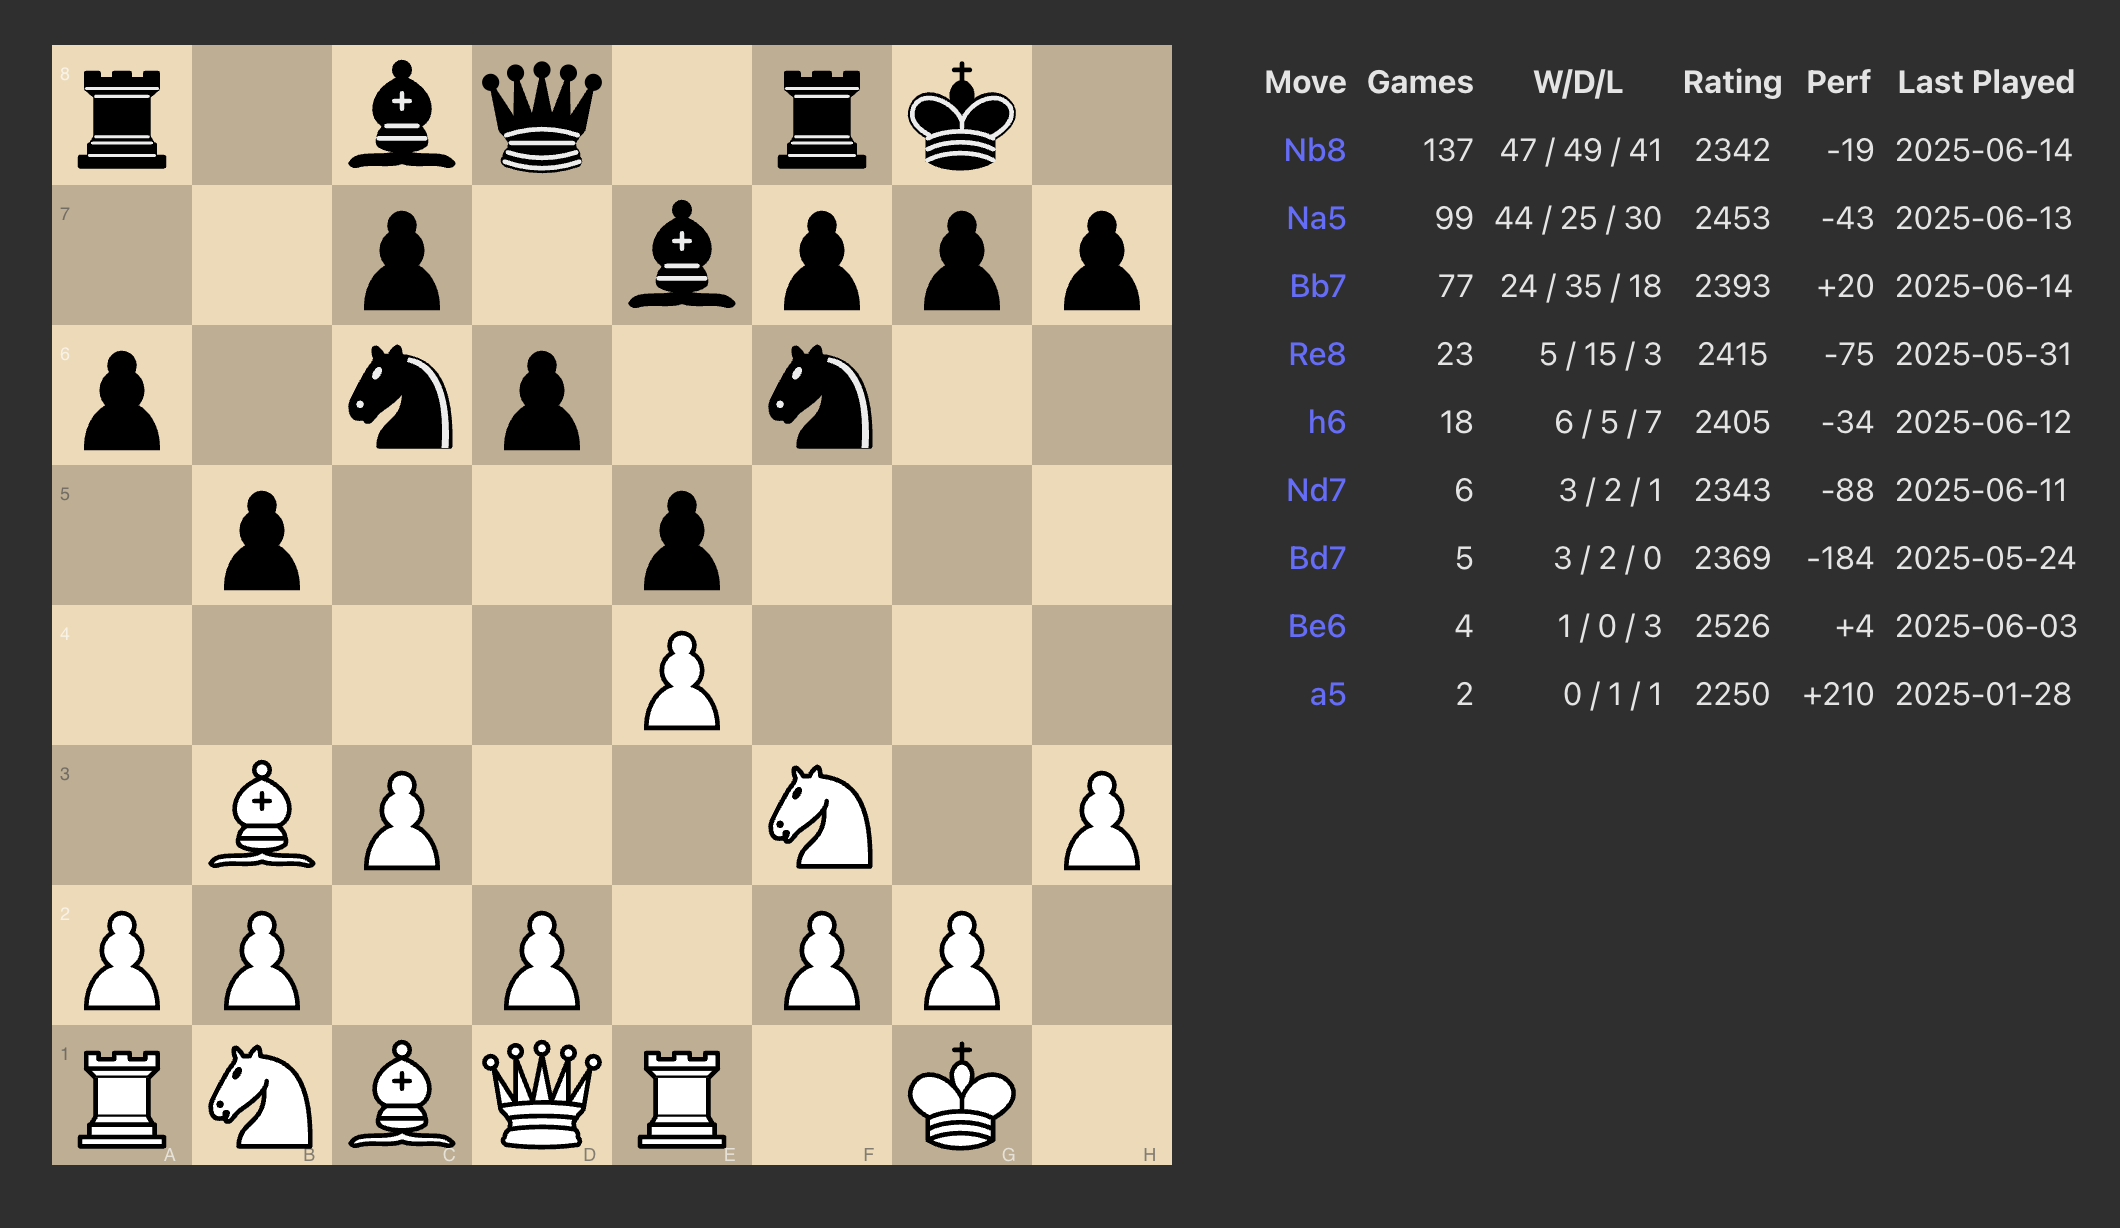 Move Games W/D/L Rating Perf Last Played
Nb8 137 47 / 49 / 41 2342 -19 2025-06-14
Na5 99 44 / 25 / 30 2453 -43 2025-06-13
Bb7 77 24 / 35 / 18 2393 +20 2025-06-14
Re8 23 5 / 15 / 3 2415 -75 2025-05-31
h6 18 6 / 5 / 7 2405 -34 2025-06-12
Nd7 6 3 / 2 / 1 2343 -88 2025-06-11
Bd7 5 3 / 2 / 0 2369 -184 2025-05-24
Be6 4 1 / 0 / 3 2526 +4 2025-06-03
a5 2 0 / 1 / 1 2250 +210 2025-01-28
8
7
6
5
4
3
2
1
A B C D E F G H